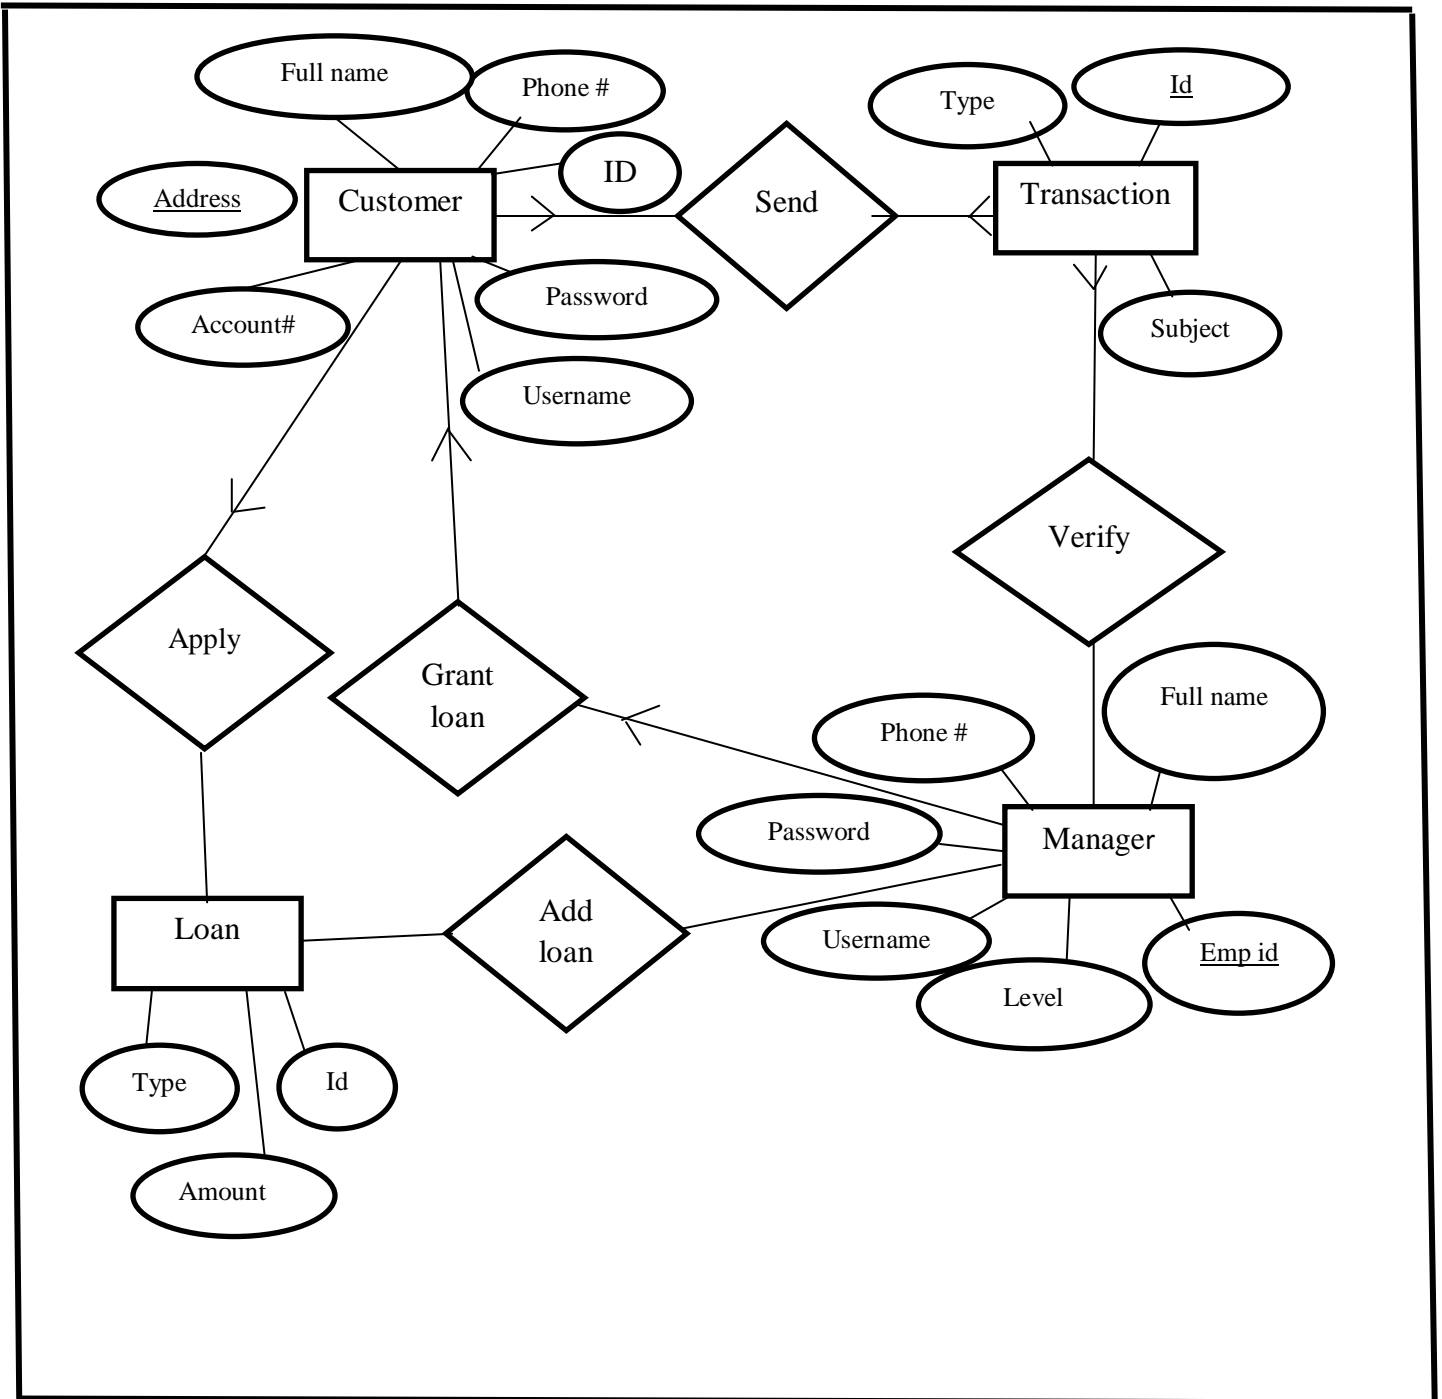 Full name
Phone #
Type
Id
ID
Address
Customer
Send
Transaction
Password
Account#
Subject
Username
Verify
Apply
Grant
loan
Full name
Phone #
Password
Manager
Add
loan
Loan
Username
Emp id
Level
Type
Id
Amount